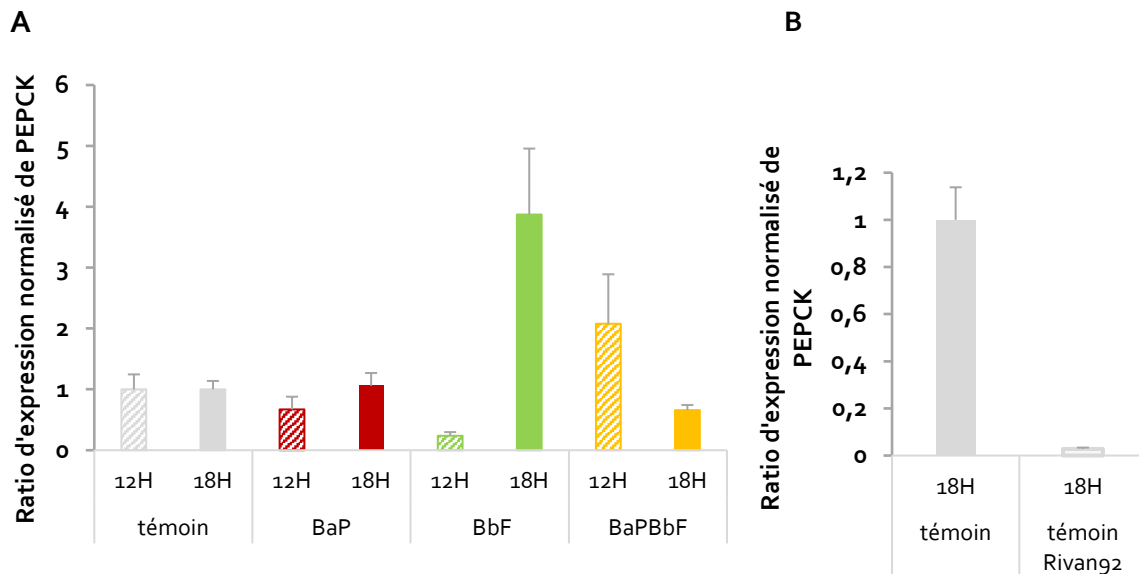 A
Ratio d'expression normalisé de PEPCK
6
5
4
3
2
1
0
12H 18H 12H 18H 12H 18H 12H 18H
témoin BaP BbF BaPBbF
B
Ratio d'expression normalisé de
PEPCK
1,2
1
0,8
0,6
0,4
0,2
0
18H 18H
témoin témoin
Rivan92